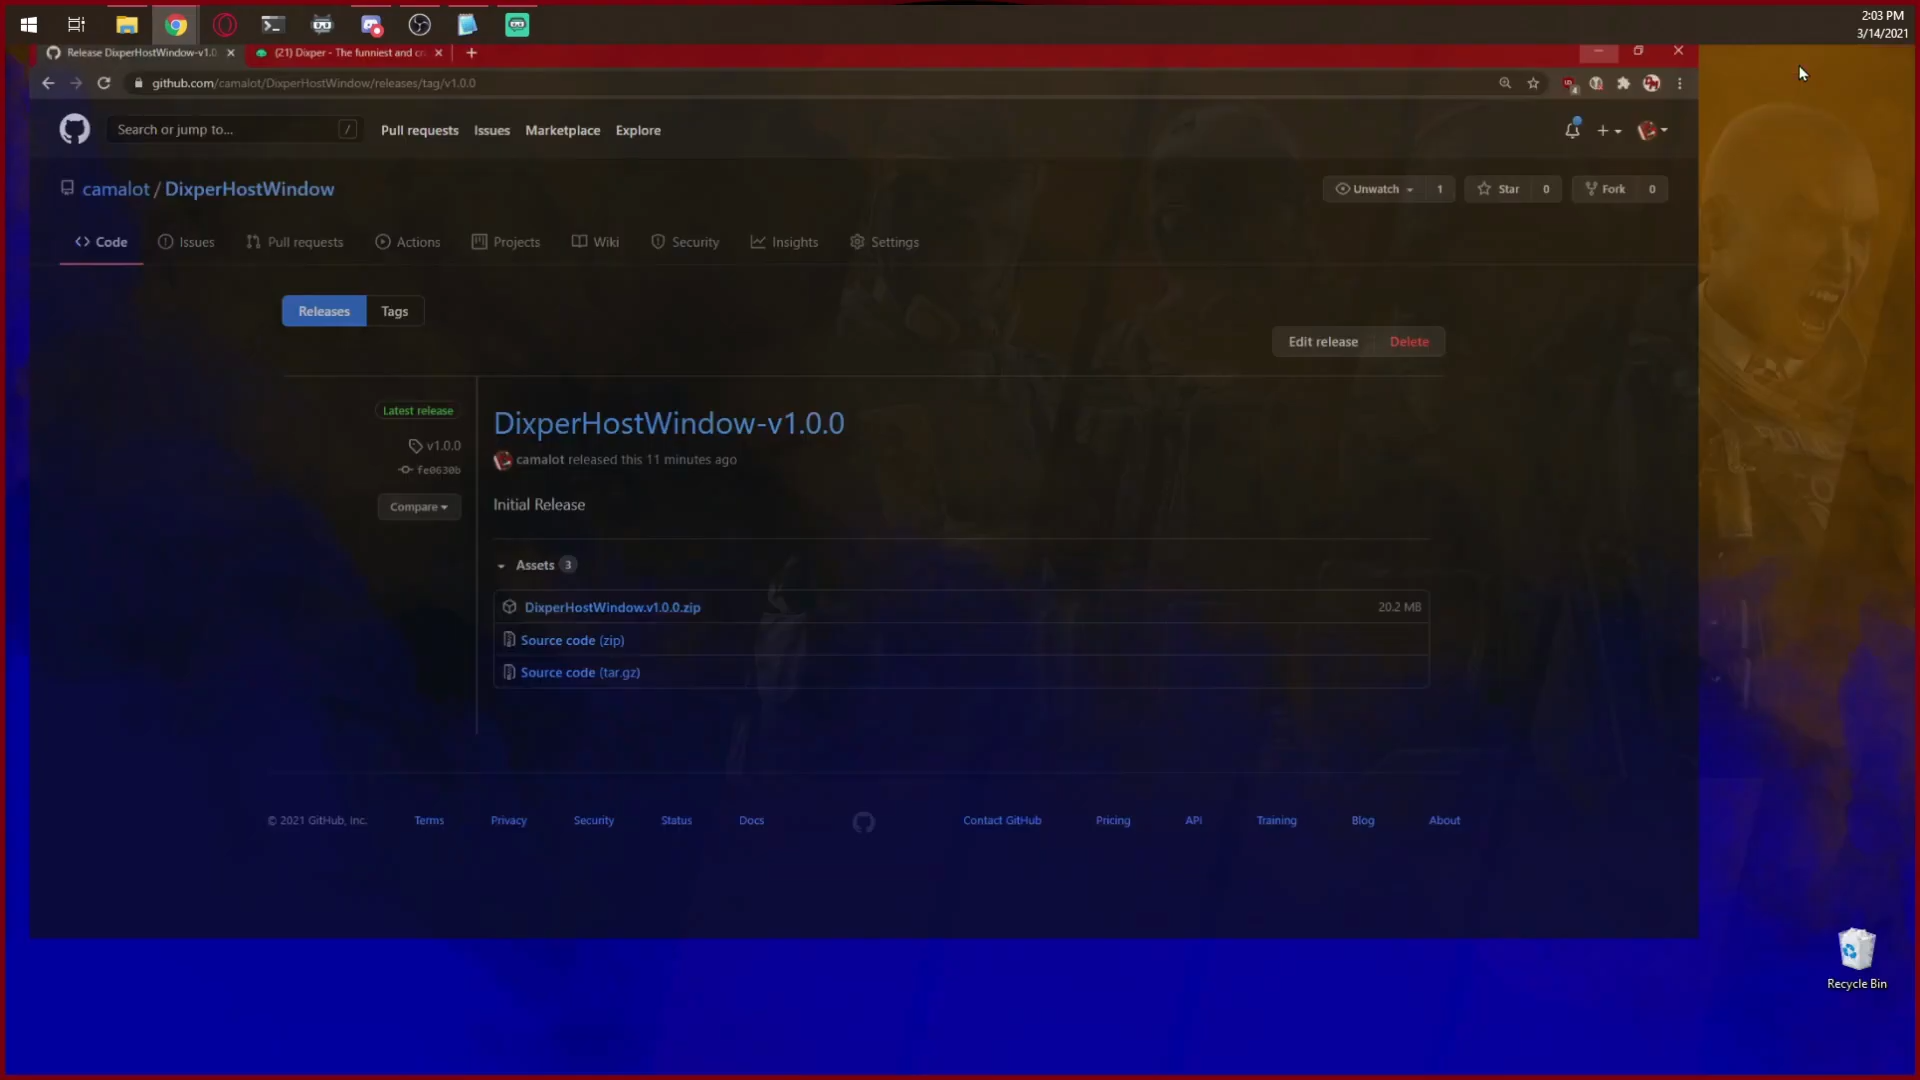 2:03 PM
3/14/2021
Release DixperHostWindow-v1.0
(21) Dixper - The funniest and cr
github.com/camalot/DixperHostWindow/releases/tag/v1.0.0
Search or jump to... /
Pull requests Issues Marketplace Explore
camalot / DixperHostWindow
Unwatch 1 Star 0 Fork 0
Code Issues Pull requests Actions Projects Wiki Security Insights Settings
Releases Tags
Edit release Delete
Latest release
v1.0.0
fe0630b
Compare
DixperHostWindow-v1.0.0
camalot released this 11 minutes ago
Initial Release
Assets 3
DixperHostWindow.v1.0.0.zip 20.2 MB
Source code (zip)
Source code (tar.gz)
© 2021 GitHub, Inc. Terms Privacy Security Status Docs Contact GitHub Pricing API Training Blog About
Recycle Bin